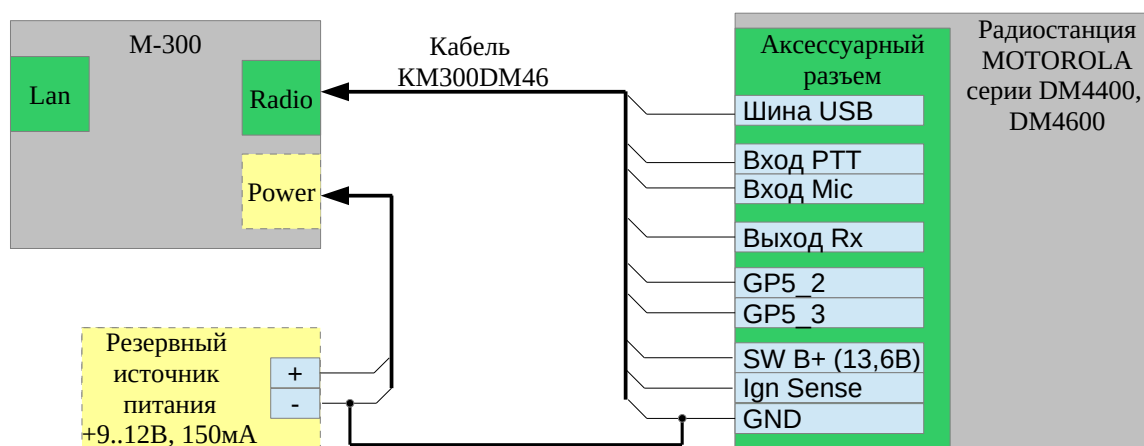 М-300
Lan
Radio
Power
Кабель
КМ300DM46
Резервный
источник
питания
+9..12В, 150мА
+
-
Аксессуарный
разъем
Шина USB
Вход PTT
Вход Mic
Выход Rx
GP5_2
GP5_3
SW B+ (13,6В)
Ign Sense
GND
Радиостанция
MOTOROLA
серии DM4400,
DM4600